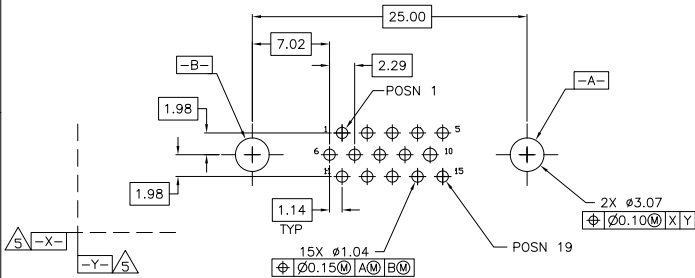 25.00
7.02
2.29
-B-
-A-
POSN 1
1.98
1 5
6 10
11 15
1.98
2X ø3.07
⌖ Ø0.10Ⓜ X Y
1.14
TYP
5 -X-
-Y- 5
15X ø1.04
⌖ Ø0.15Ⓜ AⓂ BⓂ
POSN 19